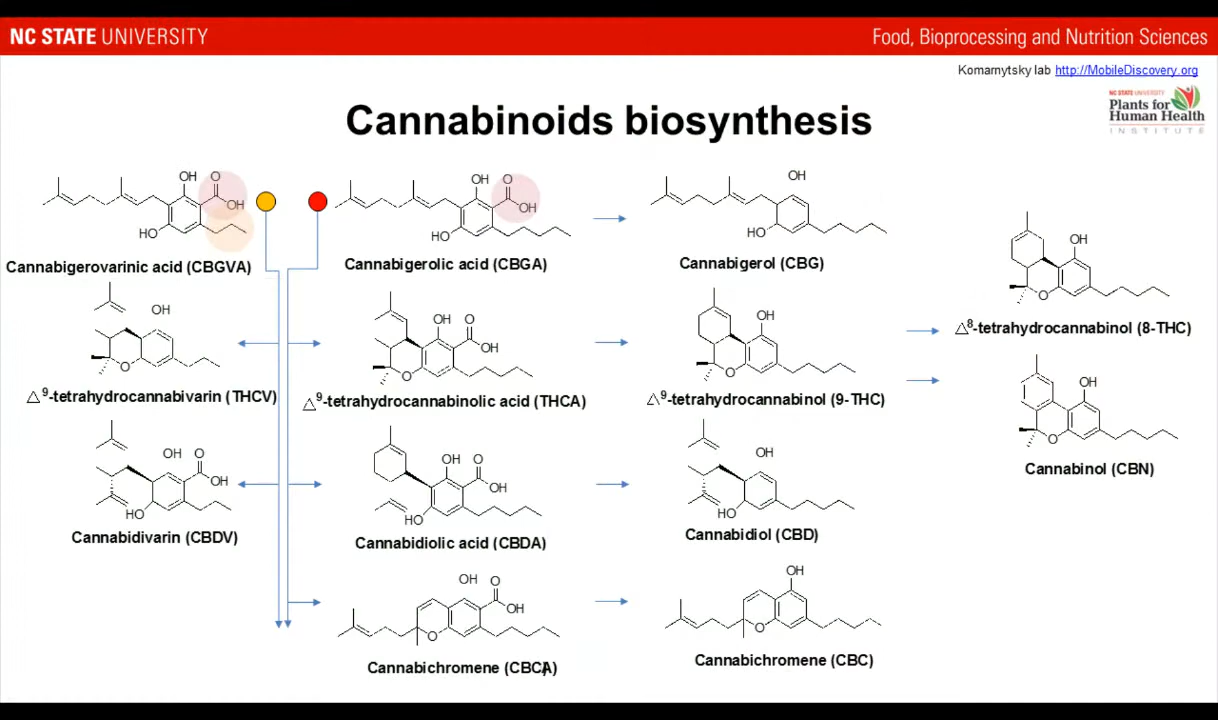 NC STATE UNIVERSITY
Food, Bioprocessing and Nutrition Sciences
Komarnytsky lab http://MobileDiscovery.org
NC STATE UNIVERSITY
Plants for
Human Health
INSTITUTE
Cannabinoids biosynthesis
OH O OH HO
OH O OH HO
OH HO
Cannabigerovarinic acid (CBGVA)
Cannabigerolic acid (CBGA)
Cannabigerol (CBG)
OH O
△8-tetrahydrocannabinol (8-THC)
OH O
OH O OH O
OH O
△9-tetrahydrocannabivarin (THCV)
△9-tetrahydrocannabinolic acid (THCA)
△9-tetrahydrocannabinol (9-THC)
OH O
Cannabinol (CBN)
OH O OH HO
OH O OH HO
OH HO
Cannabidivarin (CBDV)
Cannabidiolic acid (CBDA)
Cannabidiol (CBD)
OH O OH O
OH O
Cannabichromene (CBCA)
Cannabichromene (CBC)